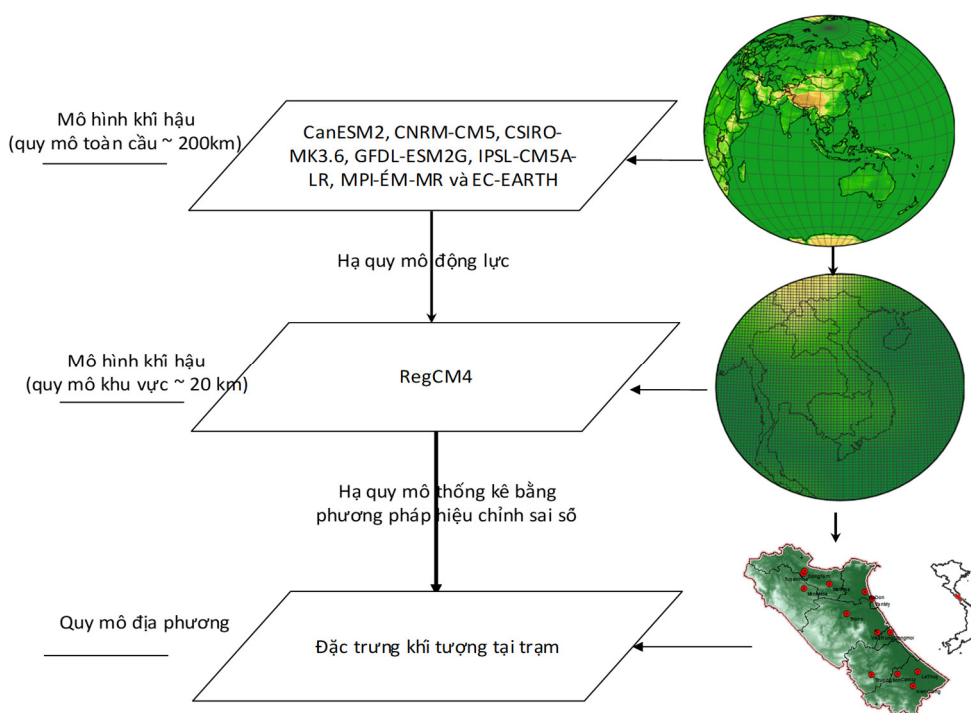 Mô hình khí hậu
(quy mô toàn cầu ~ 200km)
CanESM2, CNRM-CM5, CSIRO-
MK3.6, GFDL-ESM2G, IPSL-CM5A-
LR, MPI-ÉM-MR và EC-EARTH
Hạ quy mô động lực
Mô hình khí hậu
(quy mô khu vực ~ 20 km)
RegCM4
Hạ quy mô thống kê bằng
phương pháp hiệu chỉnh sai số
Quy mô địa phương
Đặc trưng khí tượng tại trạm